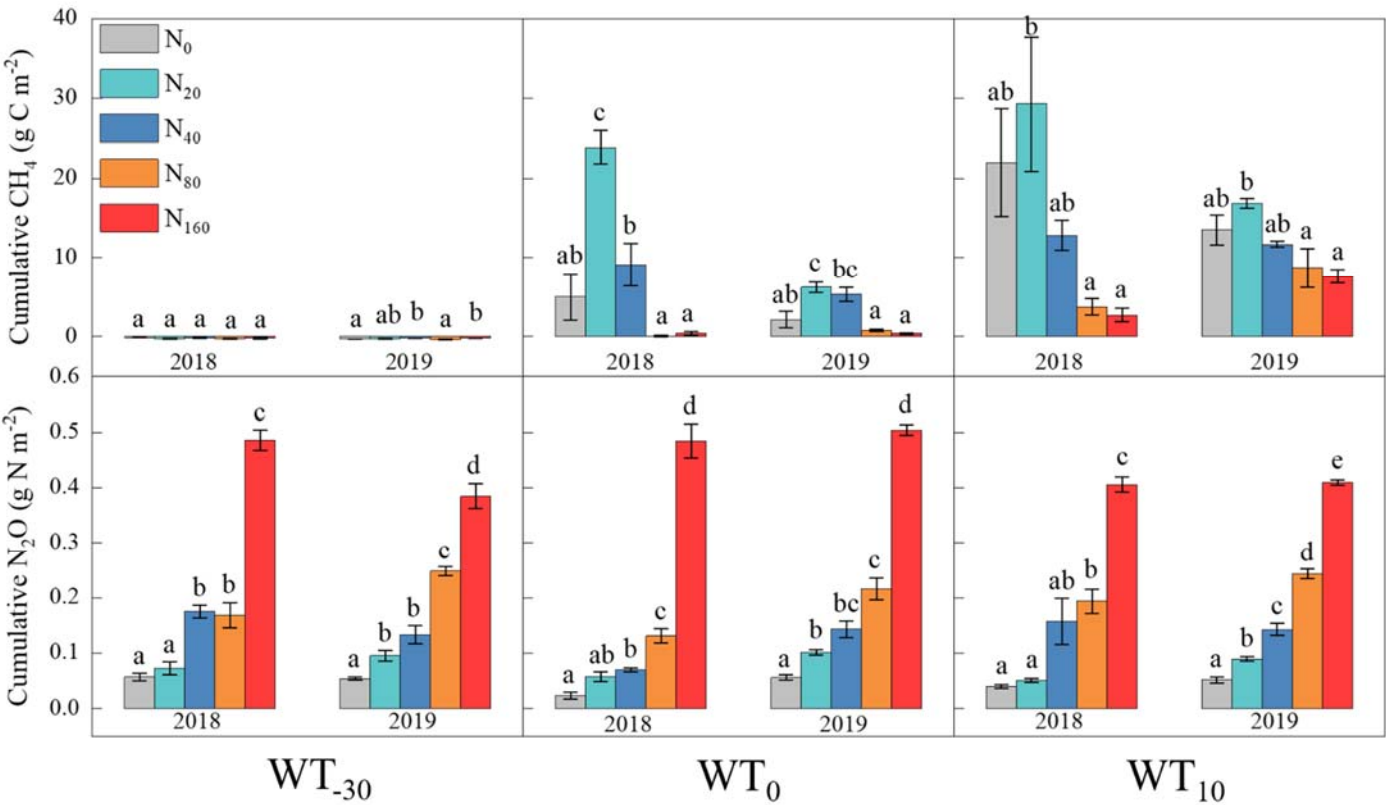 Cumulative CH₄ (g C m⁻²)
40
30
20
10
0
N₀
N₂₀
N₄₀
N₈₀
N₁₆₀
a a a a a
a ab b a b
2018 2019
ab c b a a
ab c bc a a
2018 2019
ab b ab a a
ab b ab a a
2018 2019
Cumulative N₂O (g N m⁻²)
0.6
0.5
0.4
0.3
0.2
0.1
0.0
a a b b c
a b b c d
2018 2019
a ab b c d
a b bc c d
2018 2019
a a ab b c
a b c d e
2018 2019
WT₋₃₀ WT₀ WT₁₀